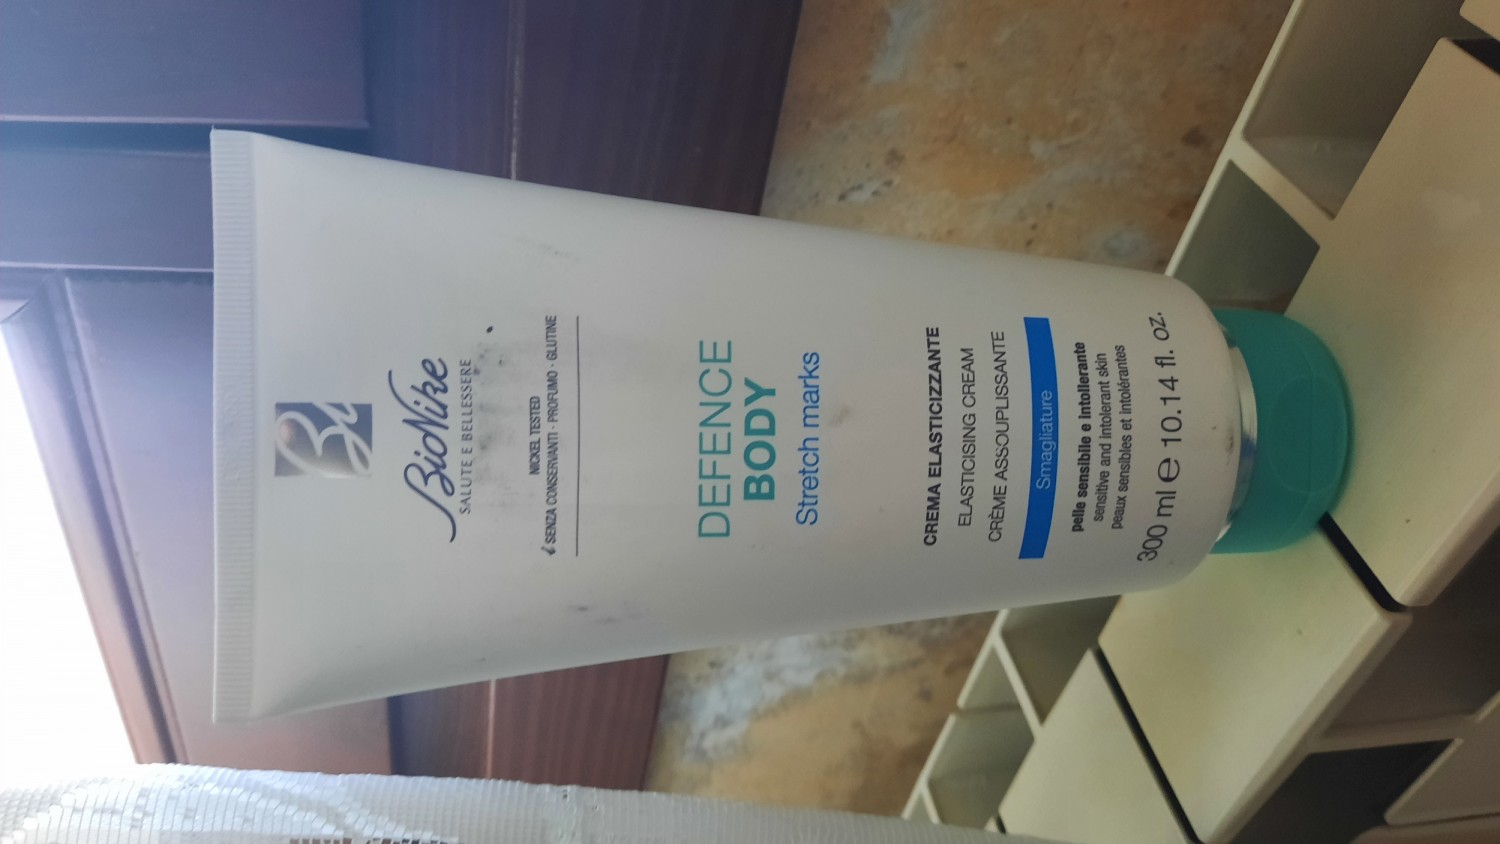 BioNike
SALUTE E BELLESSERE
NICKEL TESTED
SENZA CONSERVANTI - PROFUMO - GLUTINE
DEFENCE
BODY
Stretch marks
CREMA ELASTICIZZANTE
ELASTICISING CREAM
CRÈME ASSOUPLISSANTE
Smagliature
pelle sensibile e intollerante
sensitive and intolerant skin
peaux sensibles et intolérantes
300 ml ℮ 10.14 fl. oz.